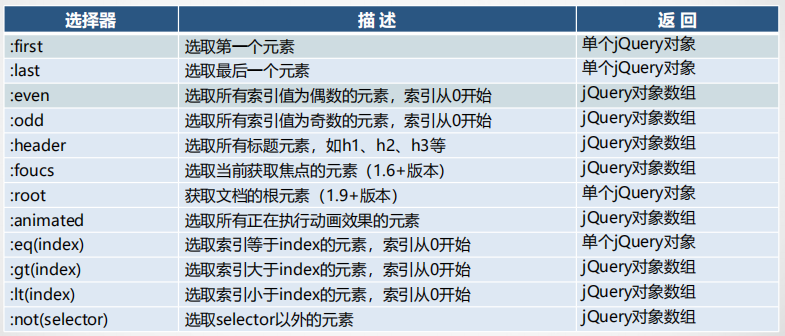 选择器 描 述 返 回
:first 选取第一个元素 单个jQuery对象
:last 选取最后一个元素 单个jQuery对象
:even 选取所有索引值为偶数的元素，索引从0开始 jQuery对象数组
:odd 选取所有索引值为奇数的元素，索引从0开始 jQuery对象数组
:header 选取所有标题元素，如h1、h2、h3等 jQuery对象数组
:foucs 选取当前获取焦点的元素（1.6+版本） jQuery对象数组
:root 获取文档的根元素（1.9+版本） 单个jQuery对象
:animated 选取所有正在执行动画效果的元素 jQuery对象数组
:eq(index) 选取索引等于index的元素，索引从0开始 单个jQuery对象
:gt(index) 选取索引大于index的元素，索引从0开始 jQuery对象数组
:lt(index) 选取索引小于index的元素，索引从0开始 jQuery对象数组
:not(selector) 选取selector以外的元素 jQuery对象数组